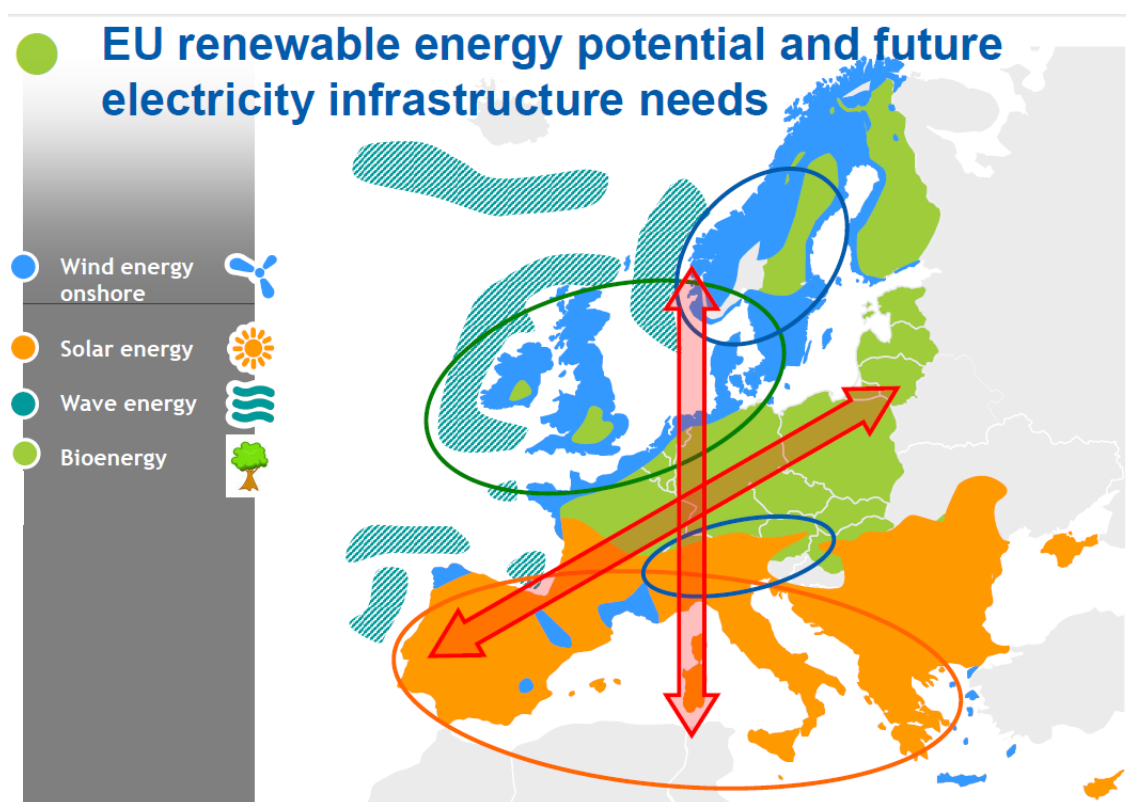 EU renewable energy potential and future
electricity infrastructure needs
Wind energy
onshore
Solar energy
Wave energy
Bioenergy